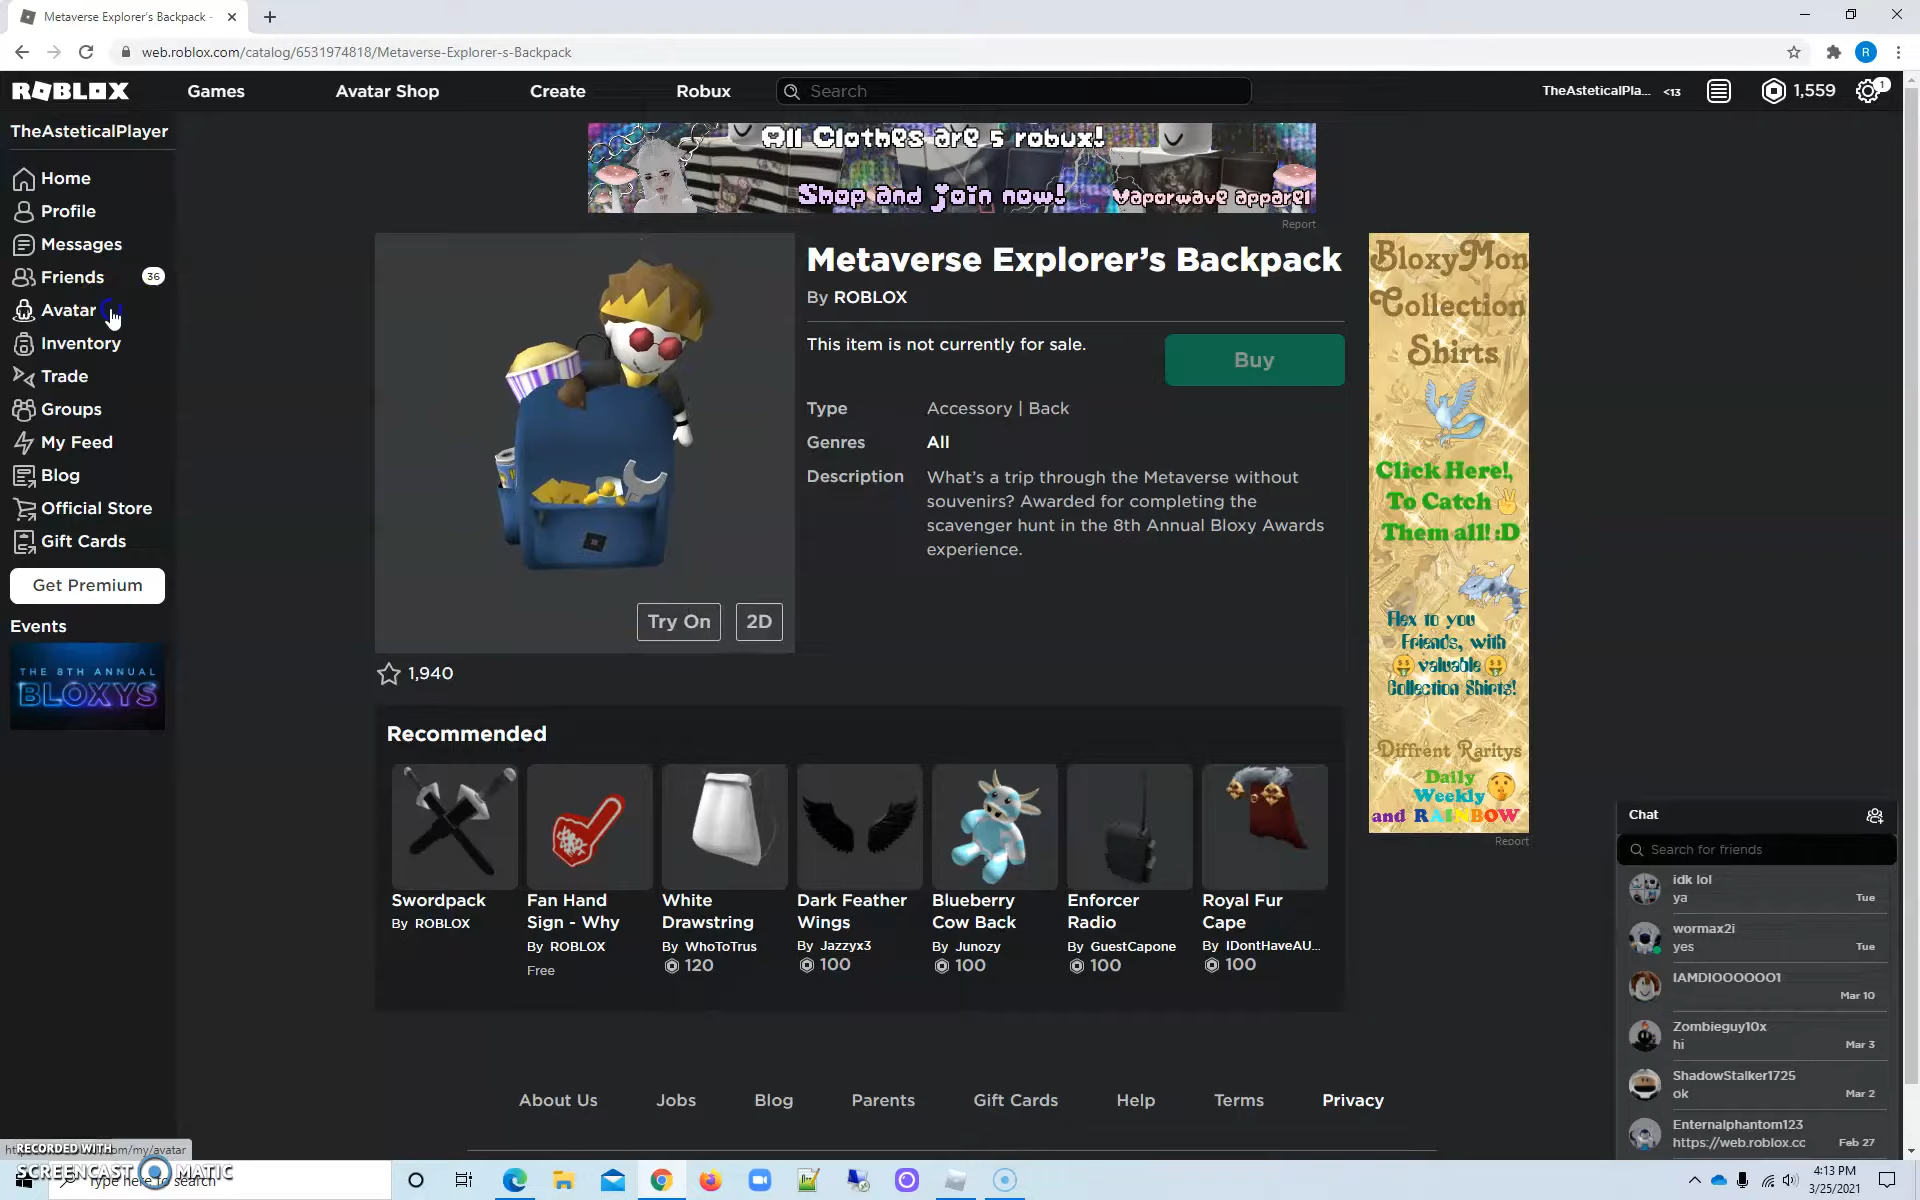 Metaverse Explorer's Backpack -
web.roblox.com/catalog/6531974818/Metaverse-Explorer-s-Backpack
R
ROBLOX
Games
Avatar Shop
Create
Robux
Search
TheAsteticalPla... <13
1,559
1
TheAsteticalPlayer
Home
Profile
Messages
Friends 36
Avatar
Inventory
Trade
Groups
My Feed
Blog
Official Store
Gift Cards
Get Premium
Events
THE 8TH ANNUAL
BLOXYS
All Clothes are 5 robux!
Shop and Join now! Vaporwave apparel
Report
Metaverse Explorer's Backpack
By ROBLOX
This item is not currently for sale.
Buy
Type Accessory | Back
Genres All
Description What's a trip through the Metaverse without
souvenirs? Awarded for completing the
scavenger hunt in the 8th Annual Bloxy Awards
experience.
Try On
2D
1,940
BloxyMon
Collection
Shirts
Click Here!,
To Catch
Them all! :D
Flex to you
Friends, with
valuable
Collection Shirts!
Diffrent Raritys
Daily
Weekly
and RAINBOW
Report
Recommended
Swordpack
By ROBLOX
Fan Hand
Sign - Why
By ROBLOX
Free
White
Drawstring
By WhoToTrus
120
Dark Feather
Wings
By Jazzyx3
100
Blueberry
Cow Back
By Junozy
100
Enforcer
Radio
By GuestCapone
100
Royal Fur
Cape
By IDontHaveAU...
100
Chat
Search for friends
idk lol
ya Tue
wormax2i
yes Tue
IAMDIOOOOOO1
Mar 10
Zombieguy10x
hi Mar 3
ShadowStalker1725
ok Mar 2
Enternalphantom123
https://web.roblox.cc Feb 27
About Us
Jobs
Blog
Parents
Gift Cards
Help
Terms
Privacy
RECORDED WITH
om/my/avatar
SCREENCAST MATIC
Type here to search
4:13 PM
3/25/2021